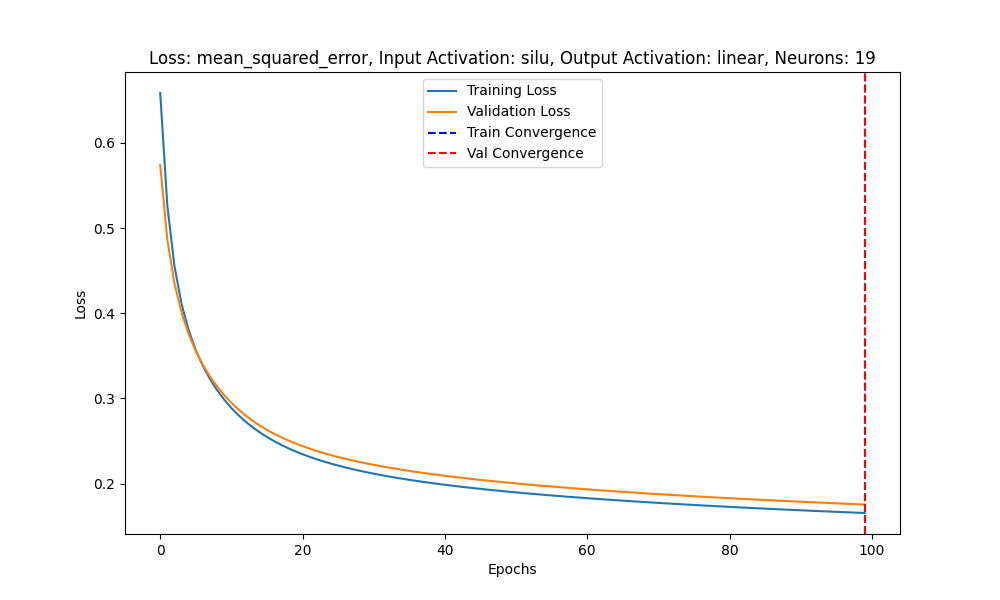 Loss: mean_squared_error, Input Activation: silu, Output Activation: linear, Neurons: 19
Training Loss
Validation Loss
Train Convergence
Val Convergence
0.6
0.5
0.4
0.3
0.2
Loss
0 20 40 60 80 100
Epochs